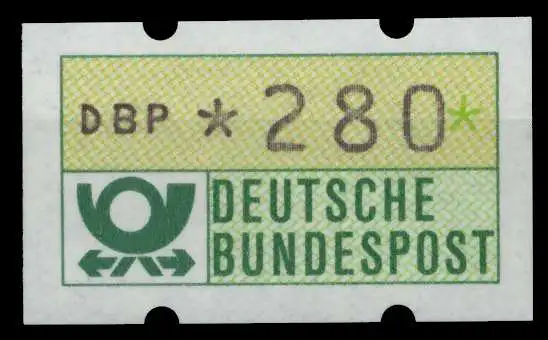 DBP *280*
DEUTSCHE
BUNDESPOST